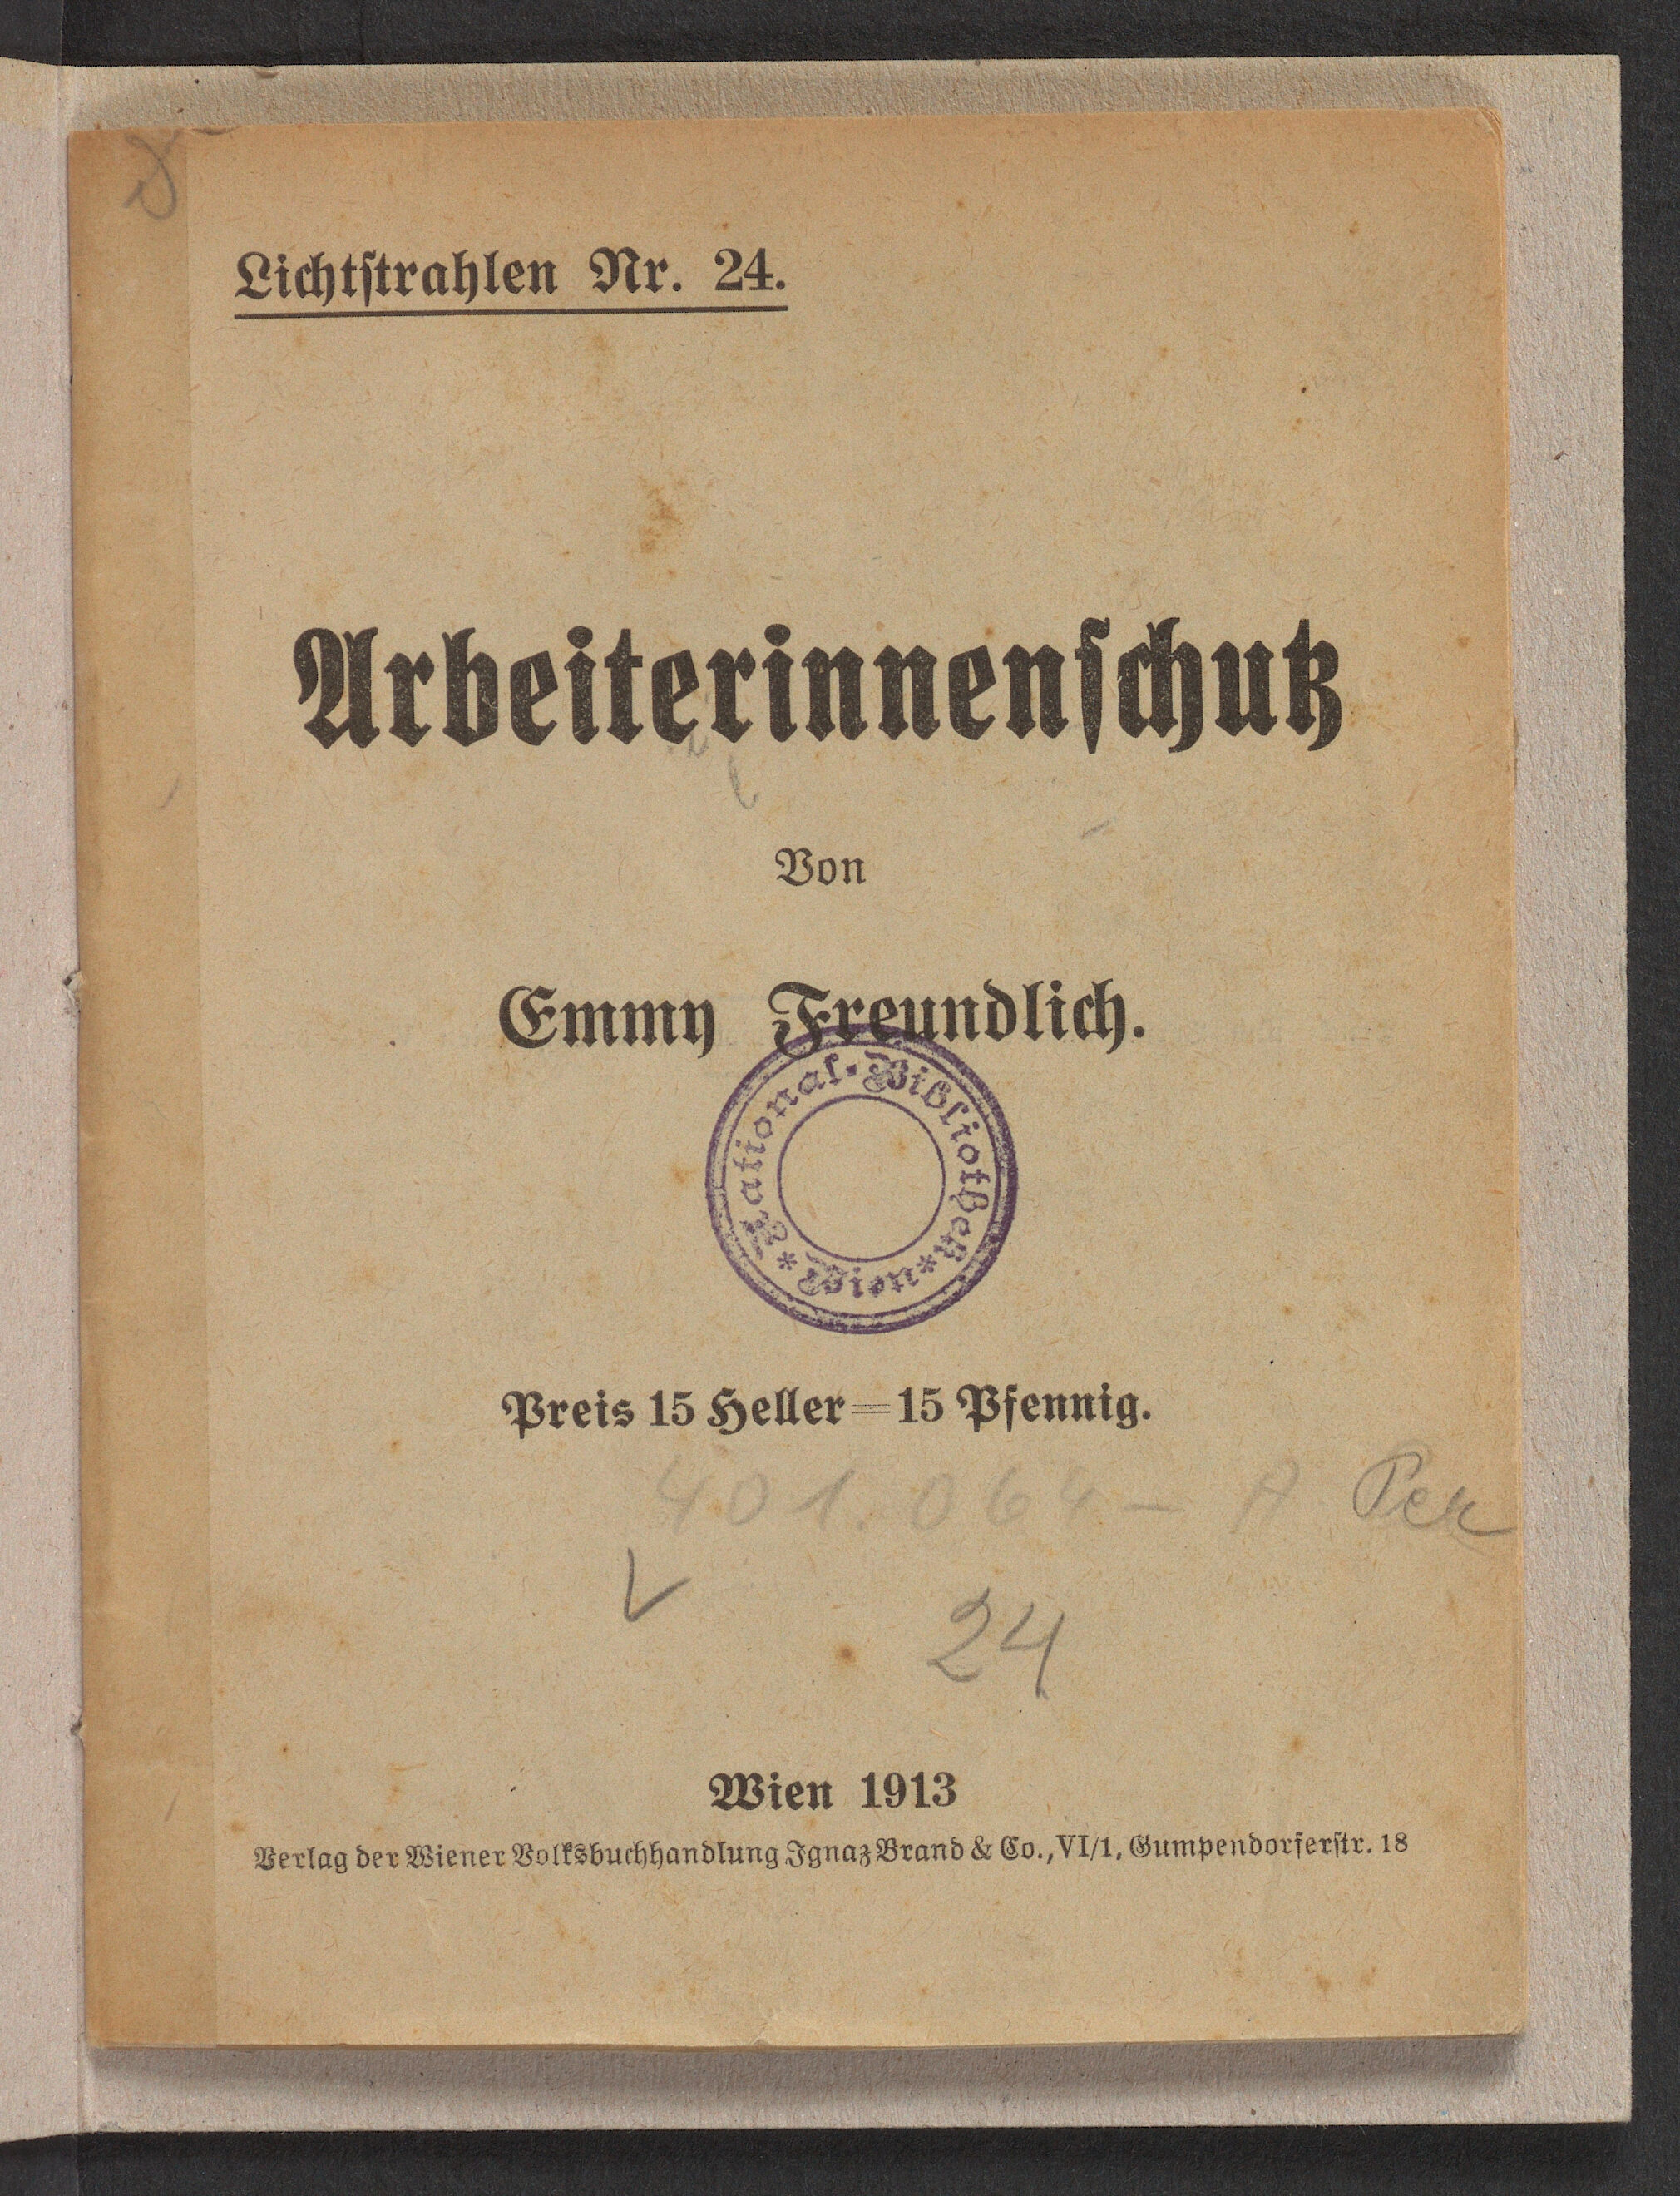 Lichtstrahlen Nr. 24.
Arbeiterinnenschutz
Von
Emmy Freundlich.
National-Bibliothek
* Wien *
Preis 15 Heller=15 Pfennig.
401.064 - A Per
24
Wien 1913
Verlag der Wiener Volksbuchhandlung Ignaz Brand & Co., VI/1, Gumpendorferstr. 18